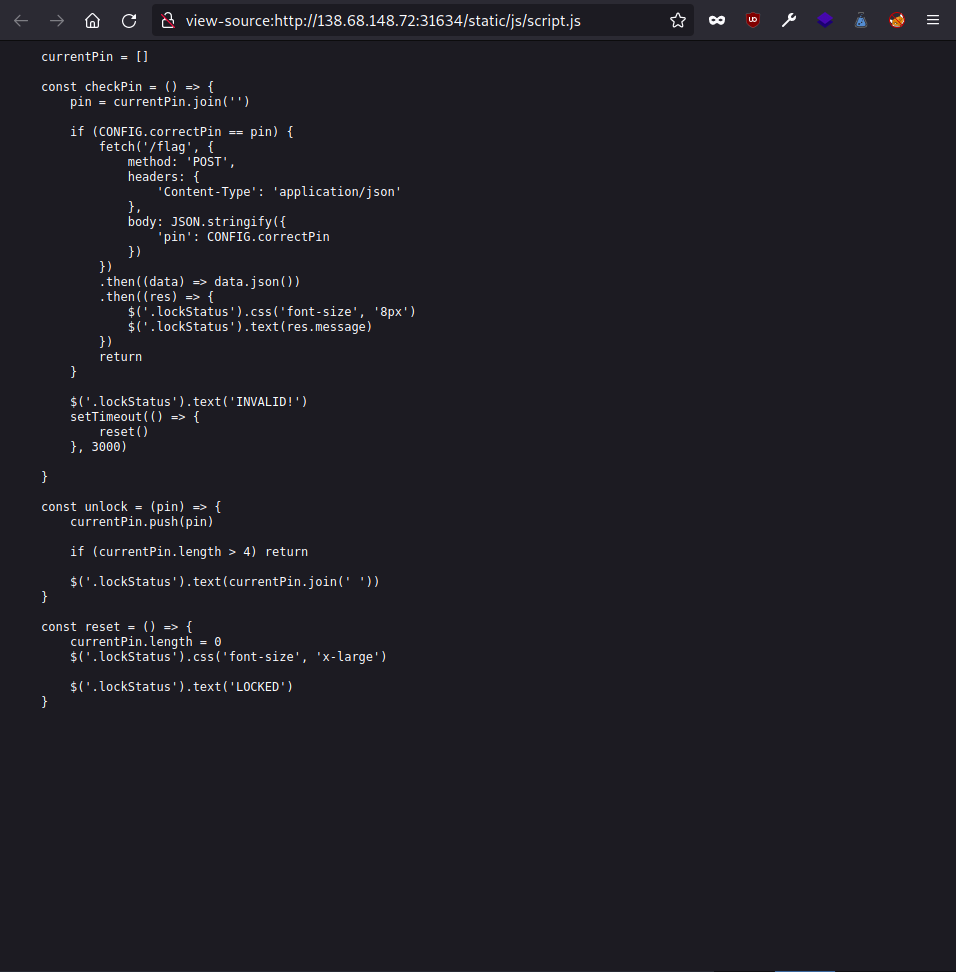 view-source:http://138.68.148.72:31634/static/js/script.js
UD
currentPin = []
const checkPin = () => {
pin = currentPin.join('')
if (CONFIG.correctPin == pin) {
fetch('/flag', {
method: 'POST',
headers: {
'Content-Type': 'application/json'
},
body: JSON.stringify({
'pin': CONFIG.correctPin
})
})
.then((data) => data.json())
.then((res) => {
$('.lockStatus').css('font-size', '8px')
$('.lockStatus').text(res.message)
})
return
}
$('.lockStatus').text('INVALID!')
setTimeout(() => {
reset()
}, 3000)
}
const unlock = (pin) => {
currentPin.push(pin)
if (currentPin.length > 4) return
$('.lockStatus').text(currentPin.join(' '))
}
const reset = () => {
currentPin.length = 0
$('.lockStatus').css('font-size', 'x-large')
$('.lockStatus').text('LOCKED')
}